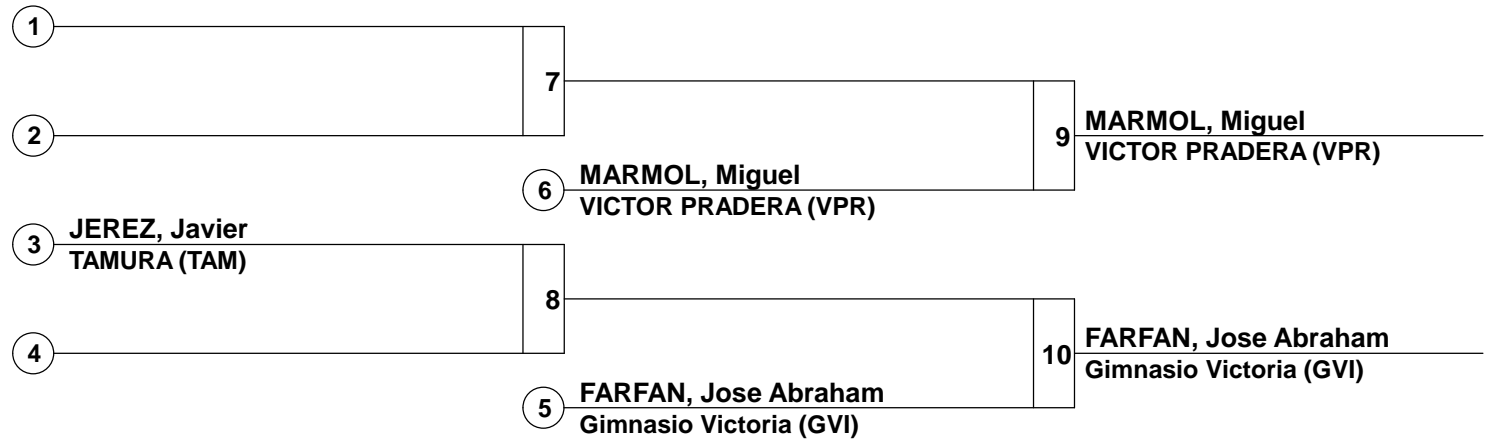 1
7
2
9
MARMOL, Miguel
VICTOR PRADERA (VPR)
6
MARMOL, Miguel
VICTOR PRADERA (VPR)
3
JEREZ, Javier
TAMURA (TAM)
8
4
10
FARFAN, Jose Abraham
Gimnasio Victoria (GVI)
5
FARFAN, Jose Abraham
Gimnasio Victoria (GVI)